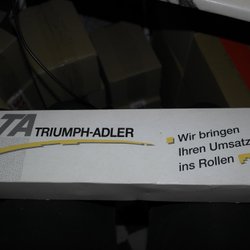 TA TRIUMPH-ADLER
Wir bringen
Ihren Umsatz
ins Rollen